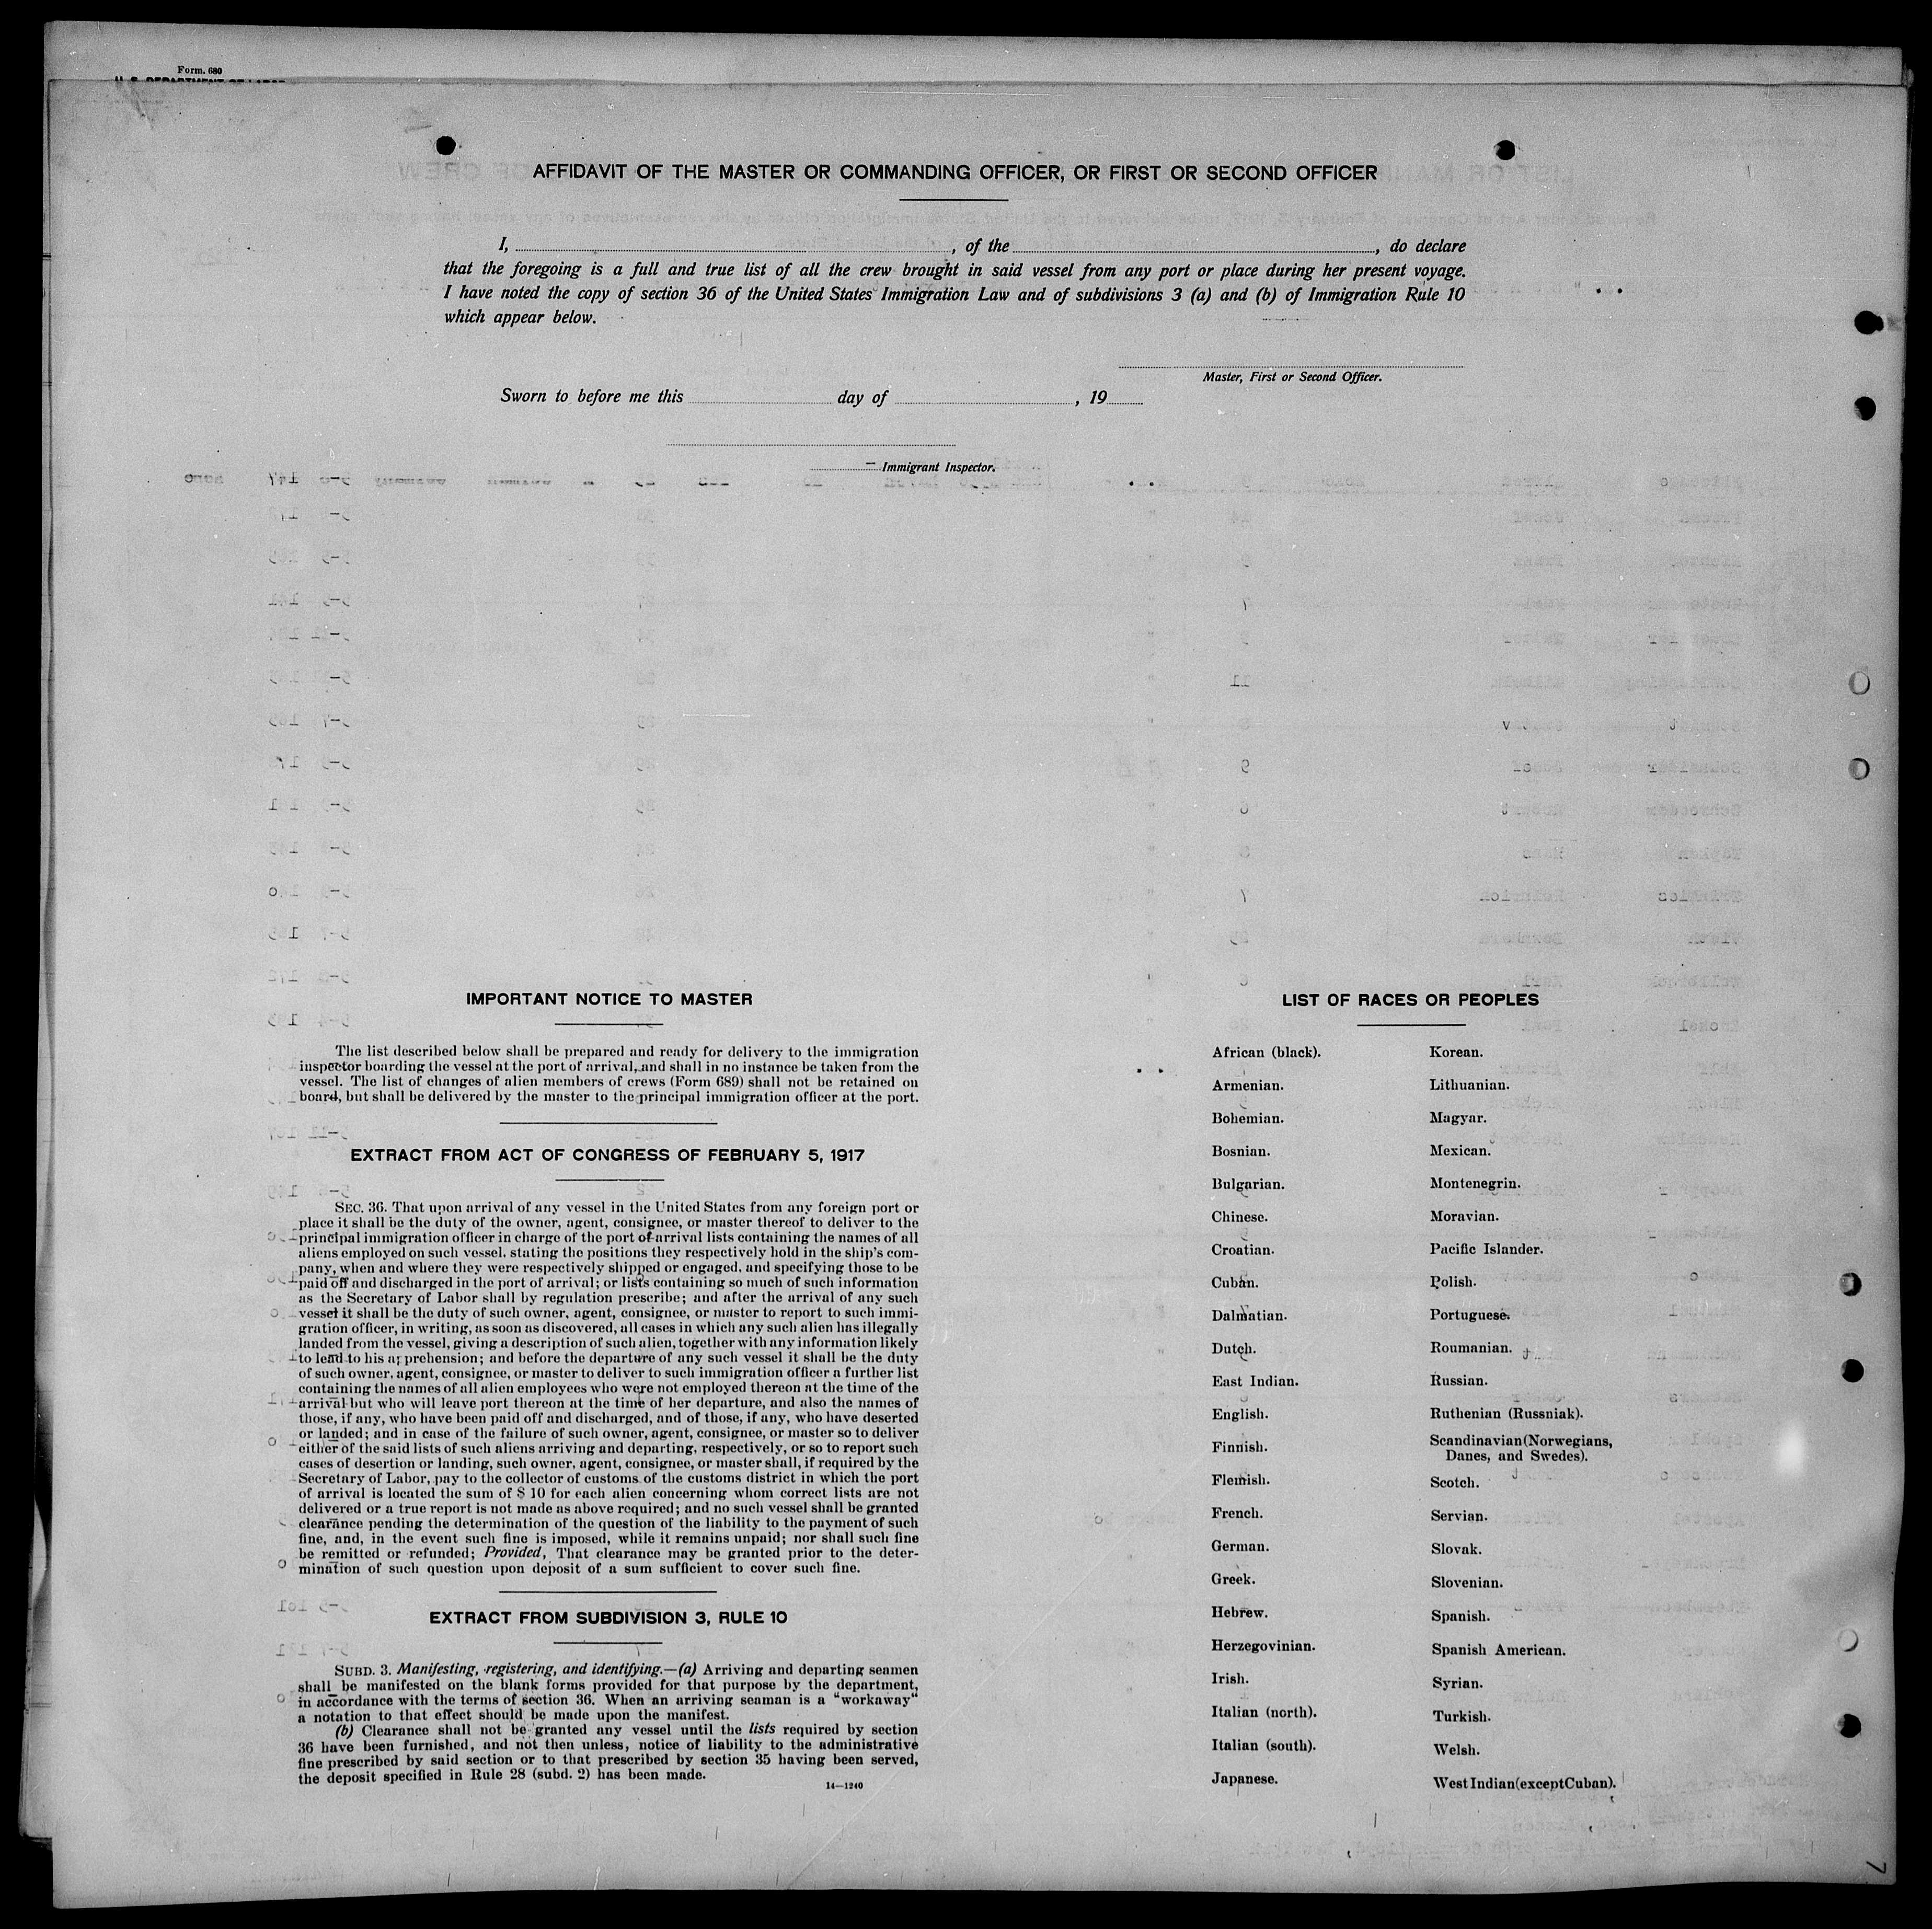 Form. 680
U. S. DEPARTMENT OF LABOR
AFFIDAVIT OF THE MASTER OR COMMANDING OFFICER, OR FIRST OR SECOND OFFICER
I, , of the , do declare
that the foregoing is a full and true list of all the crew brought in said vessel from any port or place during her present voyage.
I have noted the copy of section 36 of the United States Immigration Law and of subdivisions 3 (a) and (b) of Immigration Rule 10
which appear below.
Master, First or Second Officer.
Sworn to before me this day of , 19
Immigrant Inspector.
IMPORTANT NOTICE TO MASTER
The list described below shall be prepared and ready for delivery to the immigration
inspector boarding the vessel at the port of arrival, and shall in no instance be taken from the
vessel. The list of changes of alien members of crews (Form 689) shall not be retained on
board, but shall be delivered by the master to the principal immigration officer at the port.
EXTRACT FROM ACT OF CONGRESS OF FEBRUARY 5, 1917
SEC. 36. That upon arrival of any vessel in the United States from any foreign port or
place it shall be the duty of the owner, agent, consignee, or master thereof to deliver to the
principal immigration officer in charge of the port of arrival lists containing the names of all
aliens employed on such vessel, stating the positions they respectively hold in the ship's com-
pany, when and where they were respectively shipped or engaged, and specifying those to be
paid off and discharged in the port of arrival; or lists containing so much of such information
as the Secretary of Labor shall by regulation prescribe; and after the arrival of any such
vessel it shall be the duty of such owner, agent, consignee, or master to report to such immi-
gration officer, in writing, as soon as discovered, all cases in which any such alien has illegally
landed from the vessel, giving a description of such alien, together with any information likely
to lead to his apprehension; and before the departure of any such vessel it shall be the duty
of such owner, agent, consignee, or master to deliver to such immigration officer a further list
containing the names of all alien employees who were not employed thereon at the time of the
arrival but who will leave port thereon at the time of her departure, and also the names of
those, if any, who have been paid off and discharged, and of those, if any, who have deserted
or landed; and in case of the failure of such owner, agent, consignee, or master so to deliver
either of the said lists of such aliens arriving and departing, respectively, or so to report such
cases of desertion or landing, such owner, agent, consignee, or master shall, if required by the
Secretary of Labor, pay to the collector of customs of the customs district in which the port
of arrival is located the sum of $ 10 for each alien concerning whom correct lists are not
delivered or a true report is not made as above required; and no such vessel shall be granted
clearance pending the determination of the question of the liability to the payment of such
fine, and, in the event such fine is imposed, while it remains unpaid; nor shall such fine
be remitted or refunded; Provided, That clearance may be granted prior to the deter-
mination of such question upon deposit of a sum sufficient to cover such fine.
EXTRACT FROM SUBDIVISION 3, RULE 10
SUBD. 3. Manifesting, registering, and identifying.—(a) Arriving and departing seamen
shall be manifested on the blank forms provided for that purpose by the department,
in accordance with the terms of section 36. When an arriving seaman is a "workaway"
a notation to that effect should be made upon the manifest.
(b) Clearance shall not be granted any vessel until the lists required by section
36 have been furnished, and not then unless, notice of liability to the administrative
fine prescribed by said section or to that prescribed by section 35 having been served,
the deposit specified in Rule 28 (subd. 2) has been made.
14—1240
LIST OF RACES OR PEOPLES
African (black).
Armenian.
Bohemian.
Bosnian.
Bulgarian.
Chinese.
Croatian.
Cuban.
Dalmatian.
Dutch.
East Indian.
English.
Finnish.
Flemish.
French.
German.
Greek.
Hebrew.
Herzegovinian.
Irish.
Italian (north).
Italian (south).
Japanese.
Korean.
Lithuanian.
Magyar.
Mexican.
Montenegrin.
Moravian.
Pacific Islander.
Polish.
Portuguese.
Roumanian.
Russian.
Ruthenian (Russniak).
Scandinavian (Norwegians,
Danes, and Swedes).
Scotch.
Servian.
Slovak.
Slovenian.
Spanish.
Spanish American.
Syrian.
Turkish.
Welsh.
West Indian (except Cuban).